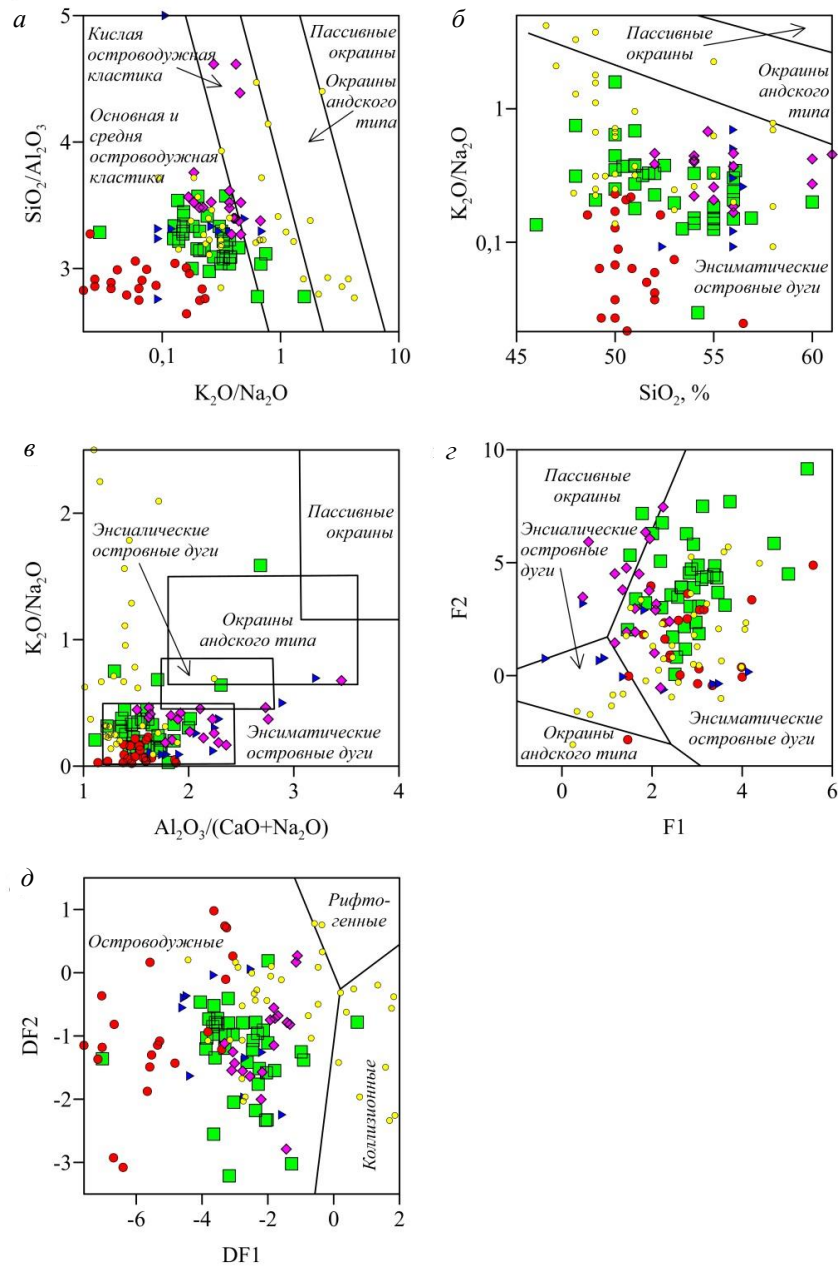 а
5
4
3
SiO₂/Al₂O₃
Кислая
островодужная
кластика
Основная и
средня
островодужная
кластика
Пассивные
окраины
Окраины
андского
типа
0,1
1
10
K₂O/Na₂O
б
1
0,1
K₂O/Na₂O
Пассивные
окраины
Окраины
андского
типа
Энсиматические
островные дуги
45
50
55
60
SiO₂, %
в
2
1
0
K₂O/Na₂O
Энсиалические
островные дуги
Пассивные
окраины
Окраины
андского типа
Энсиматические
островные дуги
1
2
3
4
Al₂O₃/(CaO+Na₂O)
г
10
5
0
F2
Пассивные
окраины
Энсиалические
островные
дуги
Окраины
андского типа
Энсиматические
островные дуги
0
2
4
6
F1
д
1
0
-1
-2
-3
DF2
Островодужные
Рифто-
генные
Коллизионные
-6
-4
-2
0
2
DF1